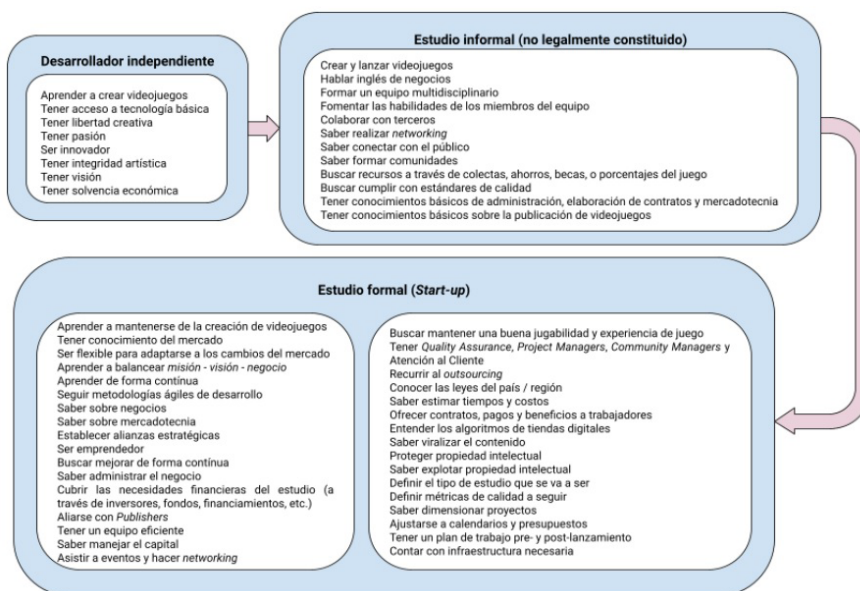 Desarrollador independiente
Aprender a crear videojuegos
Tener acceso a tecnología básica
Tener libertad creativa
Tener pasión
Ser innovador
Tener integridad artística
Tener visión
Tener solvencia económica
Estudio informal (no legalmente constituido)
Crear y lanzar videojuegos
Hablar inglés de negocios
Formar un equipo multidisciplinario
Fomentar las habilidades de los miembros del equipo
Colaborar con terceros
Saber realizar networking
Saber conectar con el público
Saber formar comunidades
Buscar recursos a través de colectas, ahorros, becas, o porcentajes del juego
Buscar cumplir con estándares de calidad
Tener conocimientos básicos de administración, elaboración de contratos y mercadotecnia
Tener conocimientos básicos sobre la publicación de videojuegos
Estudio formal (Start-up)
Aprender a mantenerse de la creación de videojuegos
Tener conocimiento del mercado
Ser flexible para adaptarse a los cambios del mercado
Aprender a balancear misión - visión - negocio
Aprender de forma contínua
Seguir metodologías ágiles de desarrollo
Saber sobre negocios
Saber sobre mercadotecnia
Establecer alianzas estratégicas
Ser emprendedor
Buscar mejorar de forma contínua
Saber administrar el negocio
Cubrir las necesidades financieras del estudio (a
través de inversores, fondos, financiamientos, etc.)
Aliarse con Publishers
Tener un equipo eficiente
Saber manejar el capital
Asistir a eventos y hacer networking
Buscar mantener una buena jugabilidad y experiencia de juego
Tener Quality Assurance, Project Managers, Community Managers y
Atención al Cliente
Recurrir al outsourcing
Conocer las leyes del país / región
Saber estimar tiempos y costos
Ofrecer contratos, pagos y beneficios a trabajadores
Entender los algoritmos de tiendas digitales
Saber viralizar el contenido
Proteger propiedad intelectual
Saber explotar propiedad intelectual
Definir el tipo de estudio que se va a ser
Definir métricas de calidad a seguir
Saber dimensionar proyectos
Ajustarse a calendarios y presupuestos
Tener un plan de trabajo pre- y post-lanzamiento
Contar con infraestructura necesaria